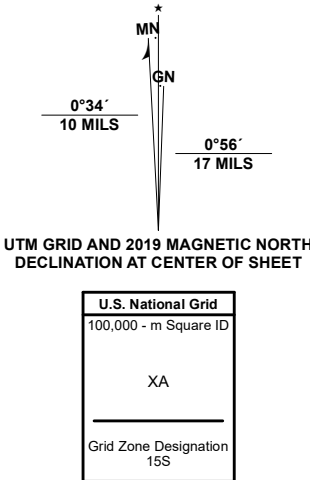 ★
MN
GN
0°34´
10 MILS
0°56´
17 MILS
UTM GRID AND 2019 MAGNETIC NORTH
DECLINATION AT CENTER OF SHEET
U.S. National Grid
100,000 - m Square ID
XA
Grid Zone Designation
15S